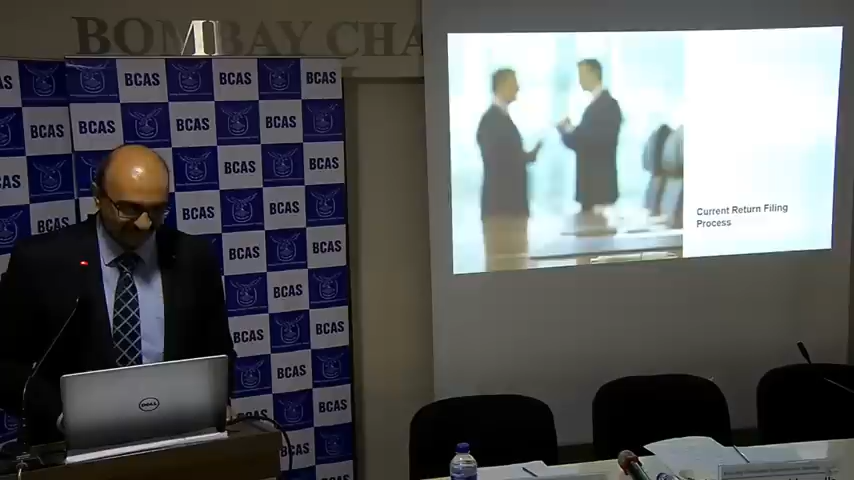 BOMBAY CHA
BCAS
Current Return Filing
Process
DELL